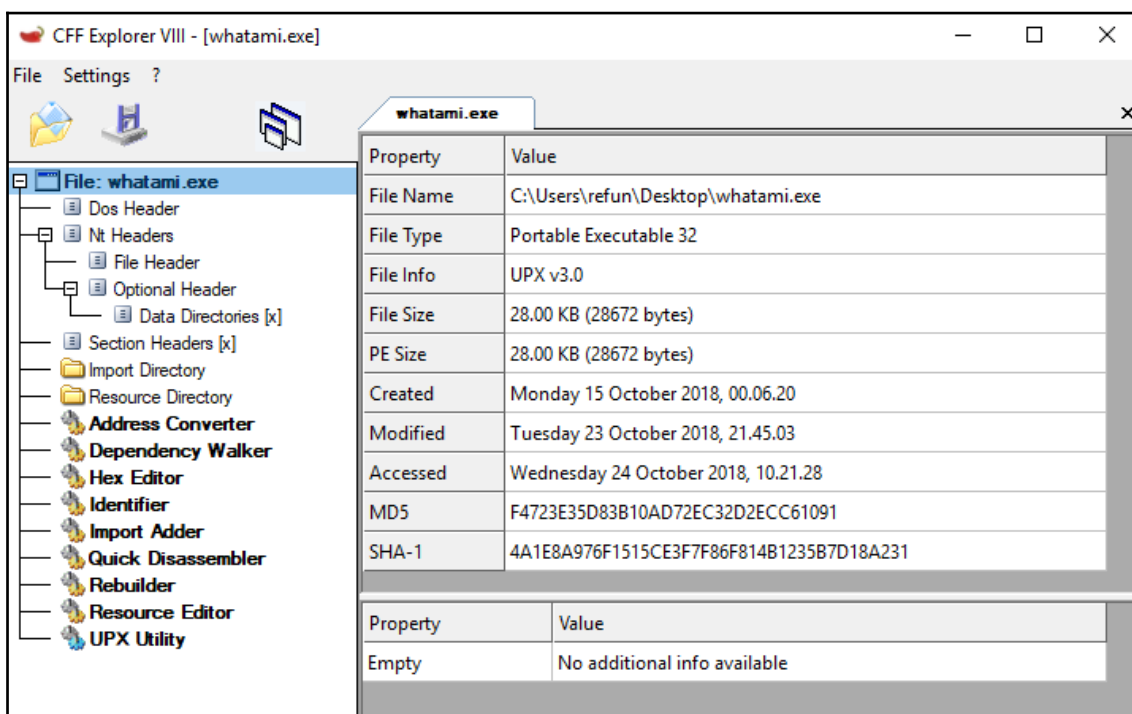 CFF Explorer VIII - [whatami.exe]
File Settings ?
whatami.exe
File: whatami.exe
Dos Header
Nt Headers
File Header
Optional Header
Data Directories [x]
Section Headers [x]
Import Directory
Resource Directory
Address Converter
Dependency Walker
Hex Editor
Identifier
Import Adder
Quick Disassembler
Rebuilder
Resource Editor
UPX Utility
Property Value
File Name C:\Users\refun\Desktop\whatami.exe
File Type Portable Executable 32
File Info UPX v3.0
File Size 28.00 KB (28672 bytes)
PE Size 28.00 KB (28672 bytes)
Created Monday 15 October 2018, 00.06.20
Modified Tuesday 23 October 2018, 21.45.03
Accessed Wednesday 24 October 2018, 10.21.28
MD5 F4723E35D83B10AD72EC32D2ECC61091
SHA-1 4A1E8A976F1515CE3F7F86F814B1235B7D18A231
Property Value
Empty No additional info available